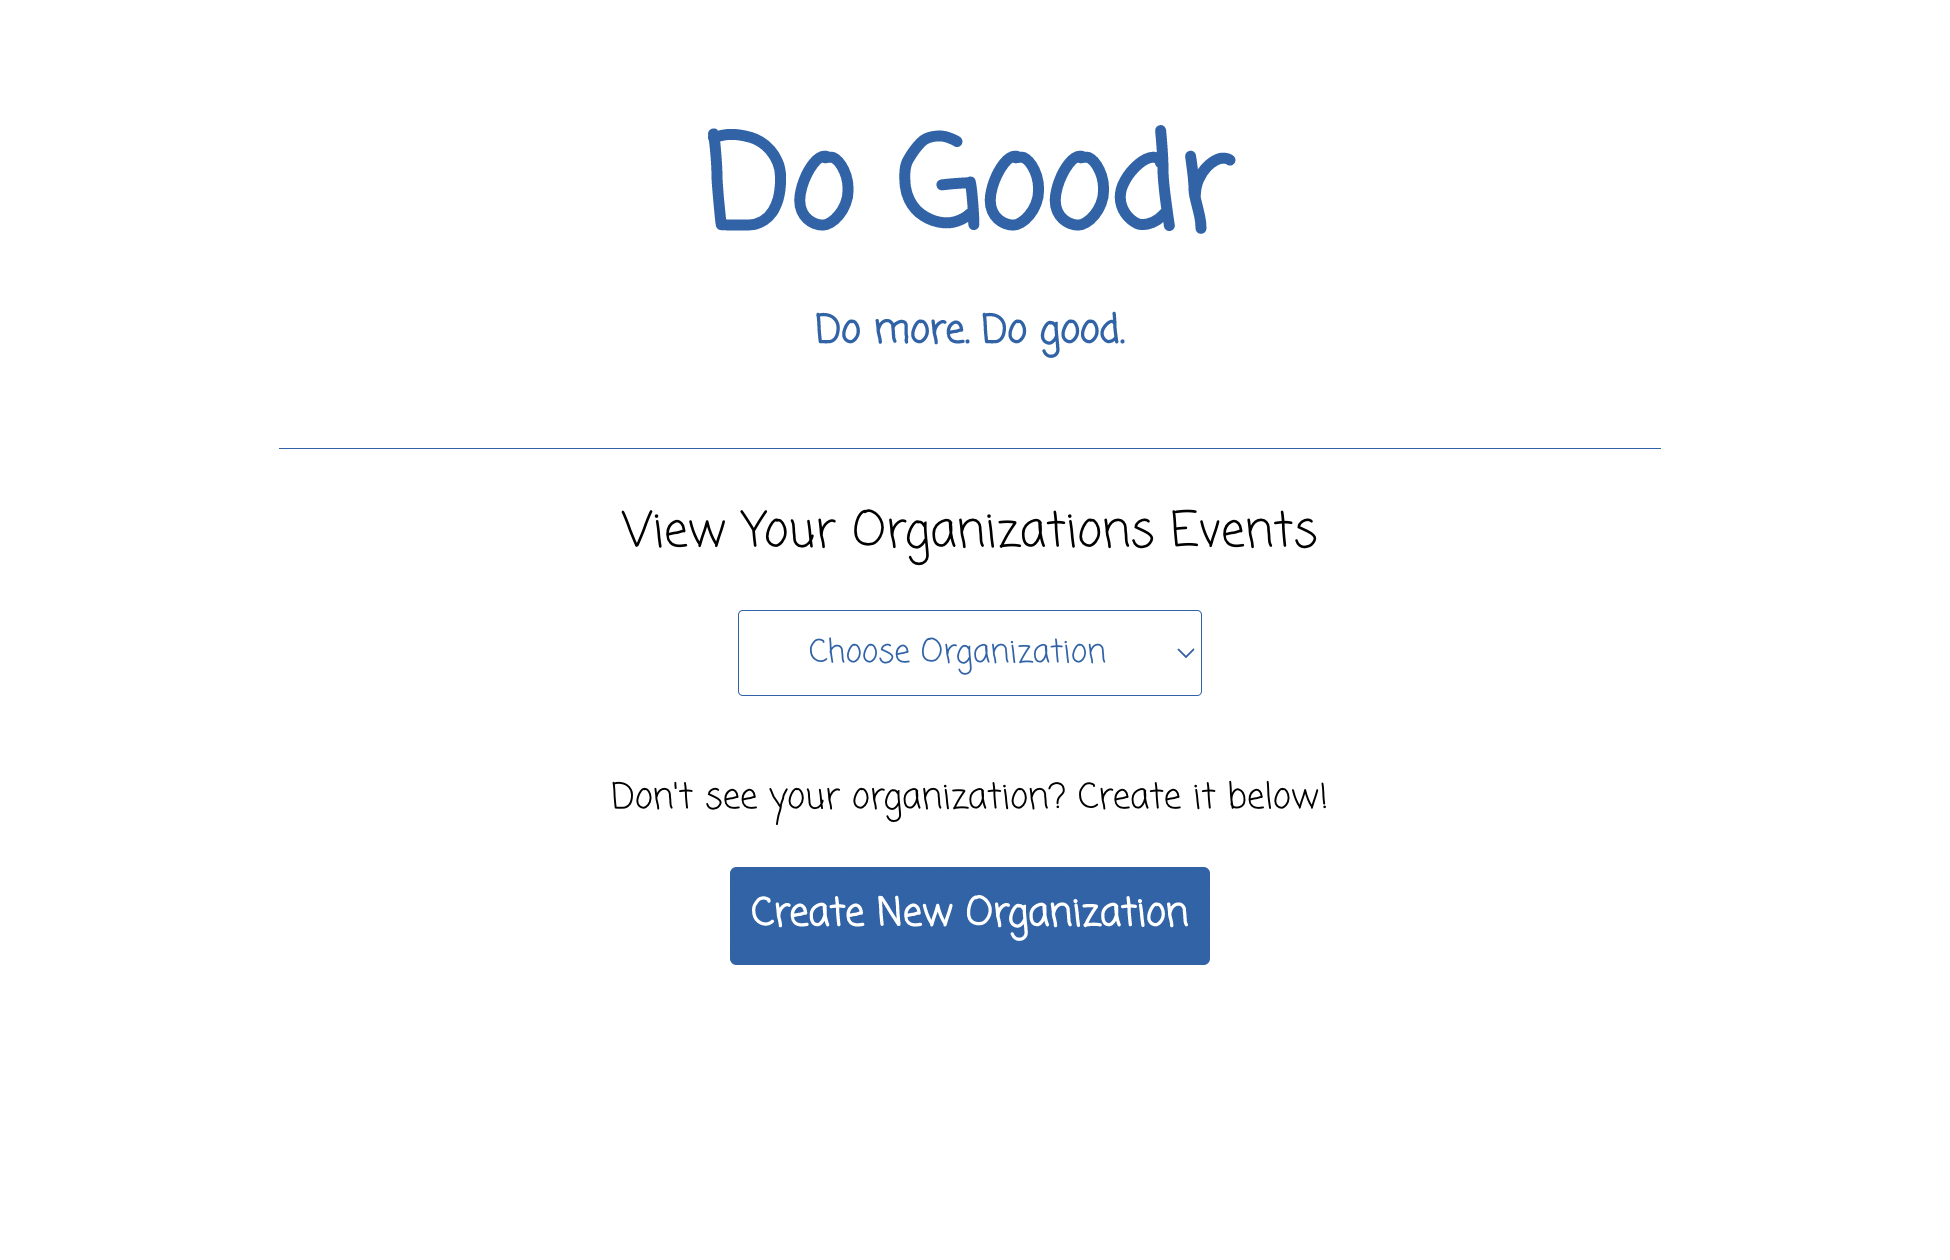 Do Goodr
Do more. Do good.
View Your Organizations Events
Choose Organization
Don't see your organization? Create it below!
Create New Organization